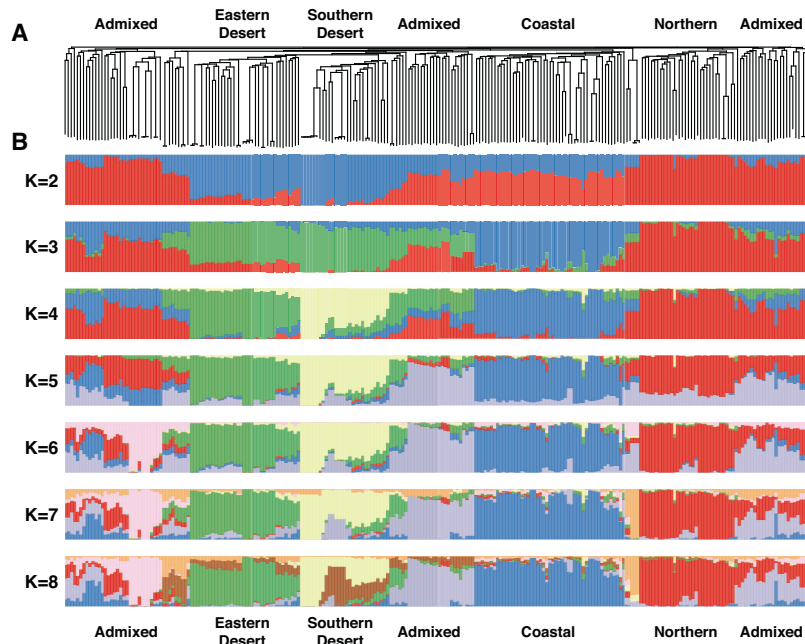 Admixed Eastern Desert Southern Desert Admixed Coastal Northern Admixed
A
B
K=2
K=3
K=4
K=5
K=6
K=7
K=8
Admixed Eastern Desert Southern Desert Admixed Coastal Northern Admixed